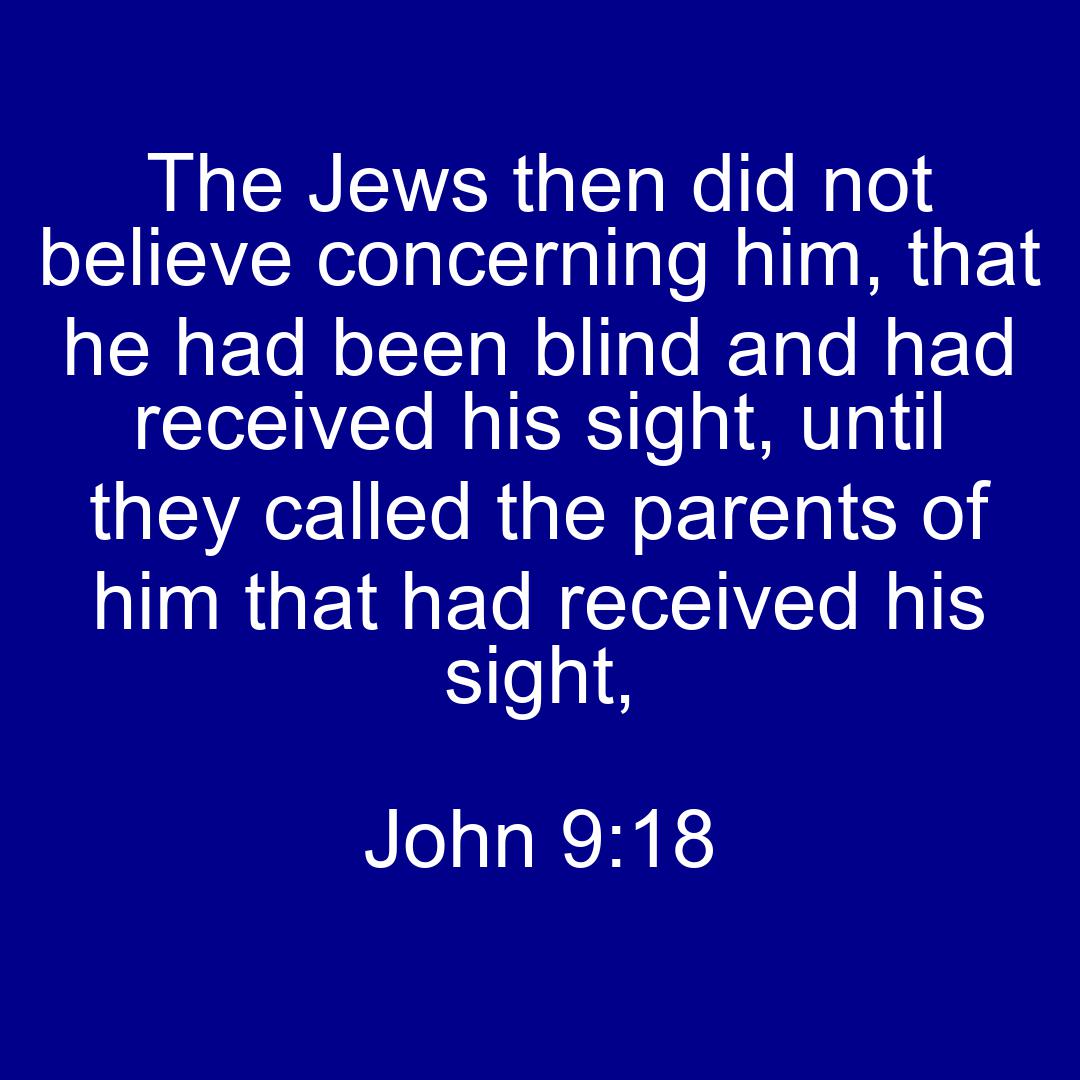 The Jews then did not
believe concerning him, that
he had been blind and had
received his sight, until
they called the parents of
him that had received his
sight,
John 9:18